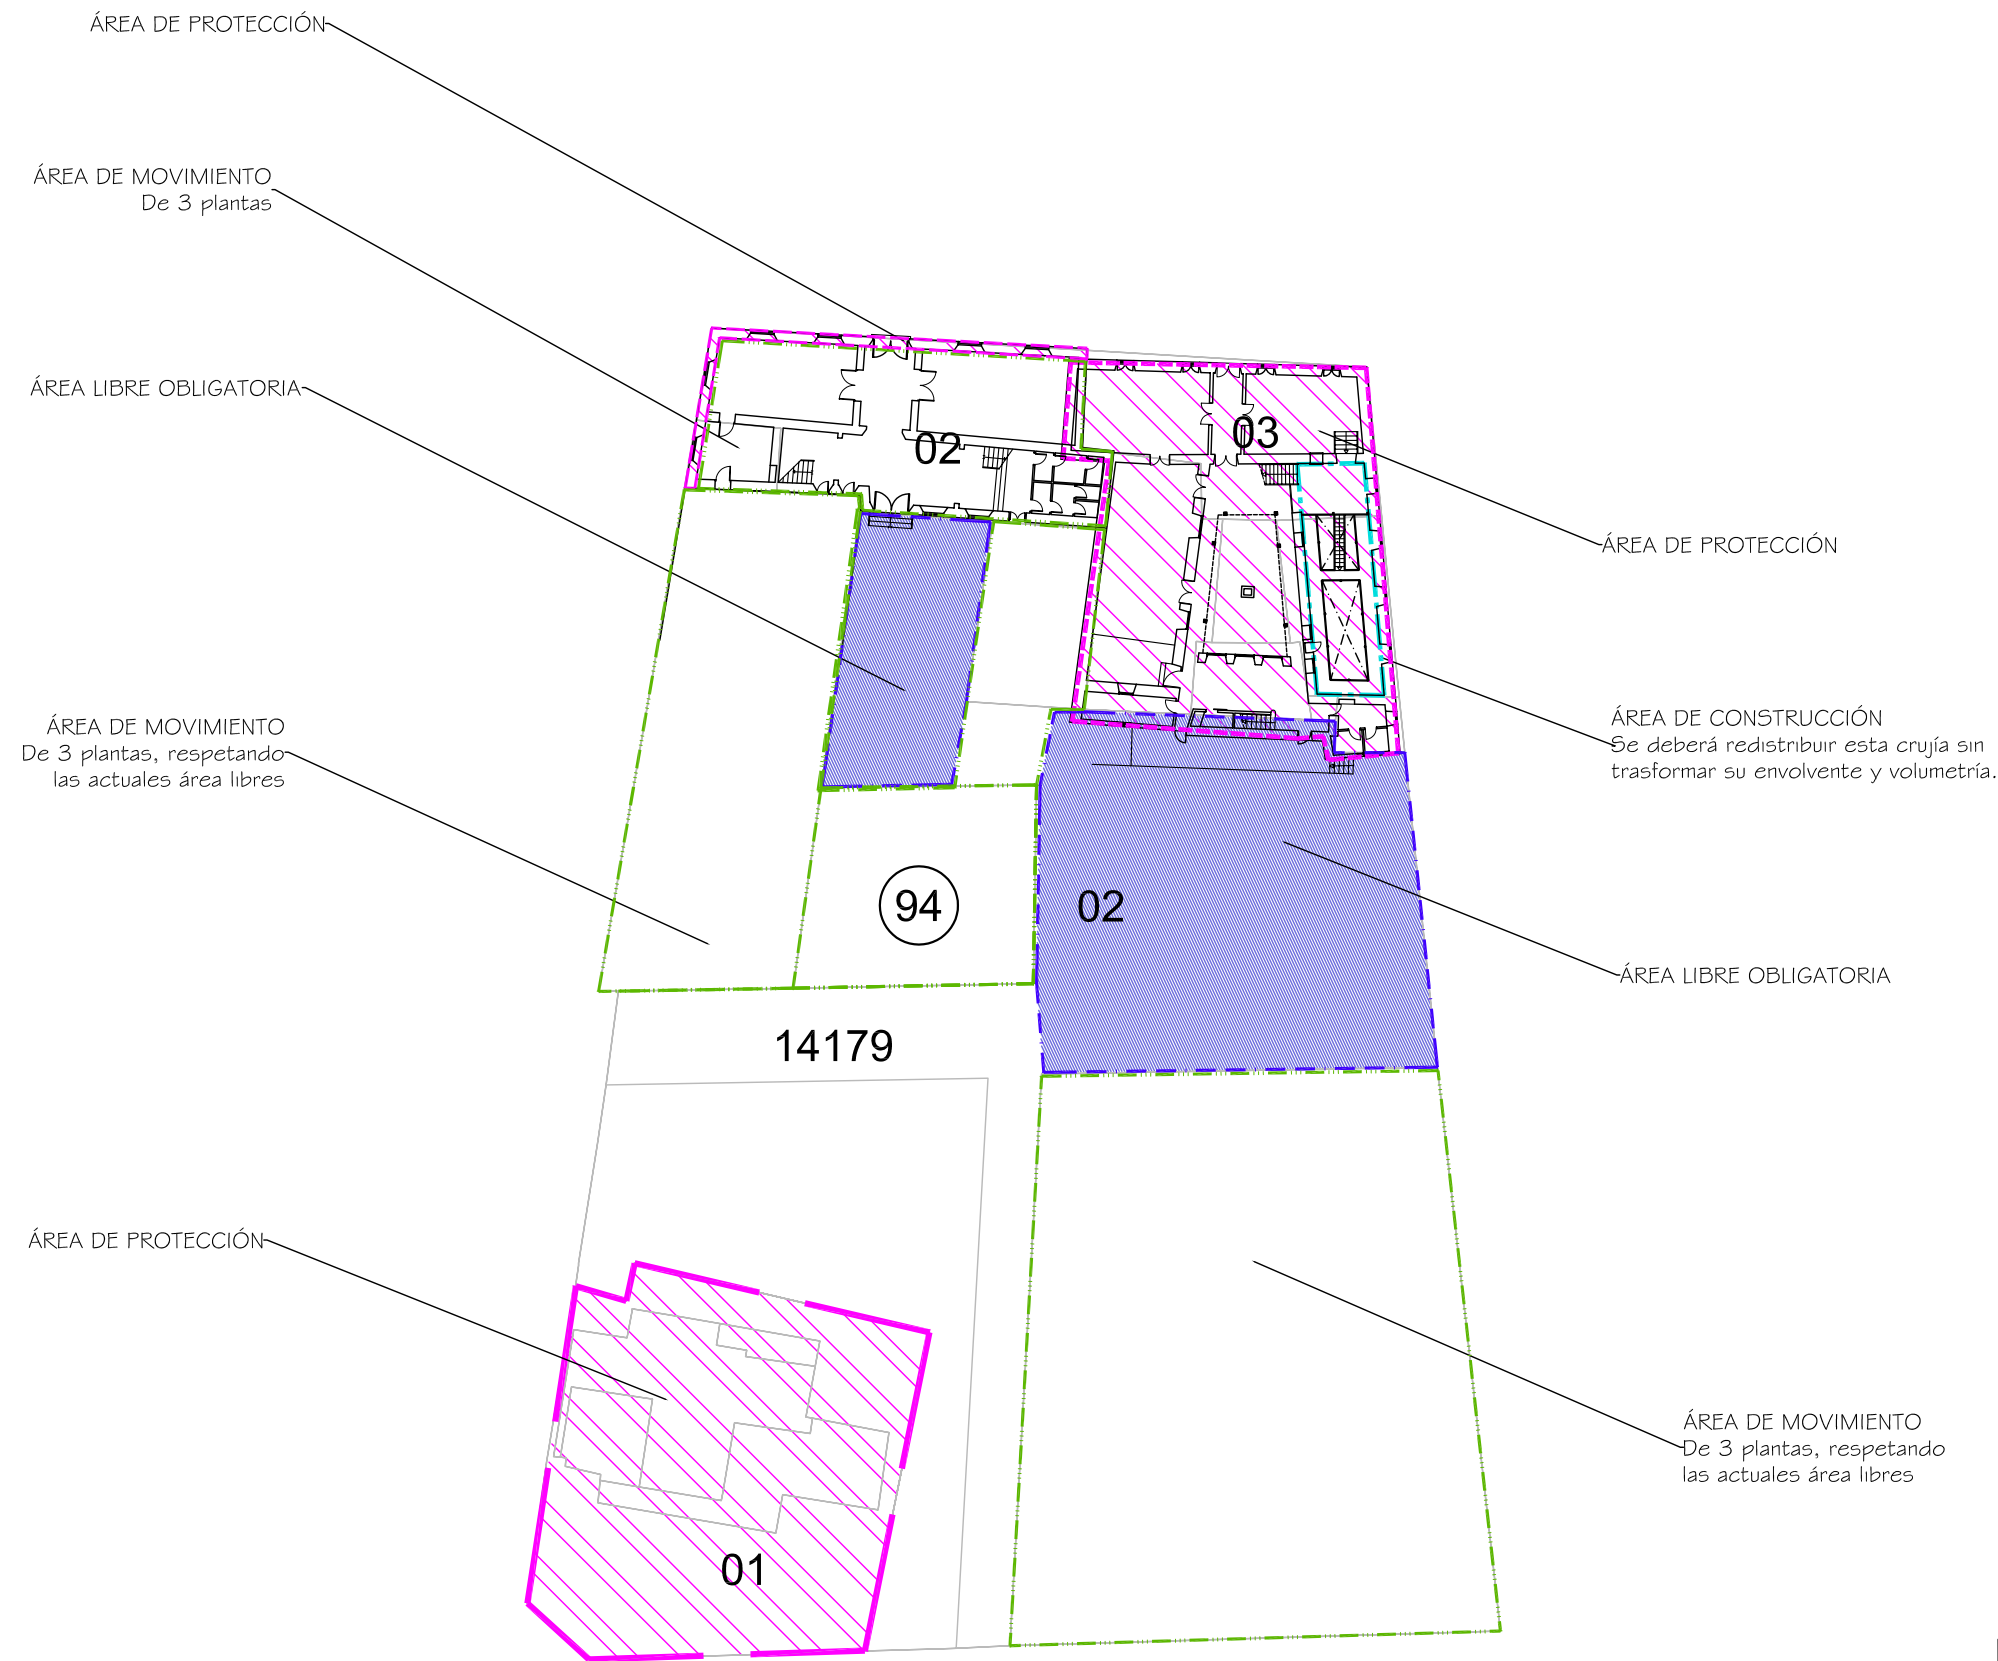 ÁREA DE PROTECCIÓN
ÁREA DE MOVIMIENTO
De 3 plantas
ÁREA LIBRE OBLIGATORIA
02
03
ÁREA DE PROTECCIÓN
ÁREA DE MOVIMIENTO
De 3 plantas, respetando
las actuales área libres
ÁREA DE CONSTRUCCIÓN
Se deberá redistribuir esta crujía sin
trasformar su envolvente y volumetría.
94
02
ÁREA LIBRE OBLIGATORIA
14179
ÁREA DE PROTECCIÓN
ÁREA DE MOVIMIENTO
De 3 plantas, respetando
las actuales área libres
01